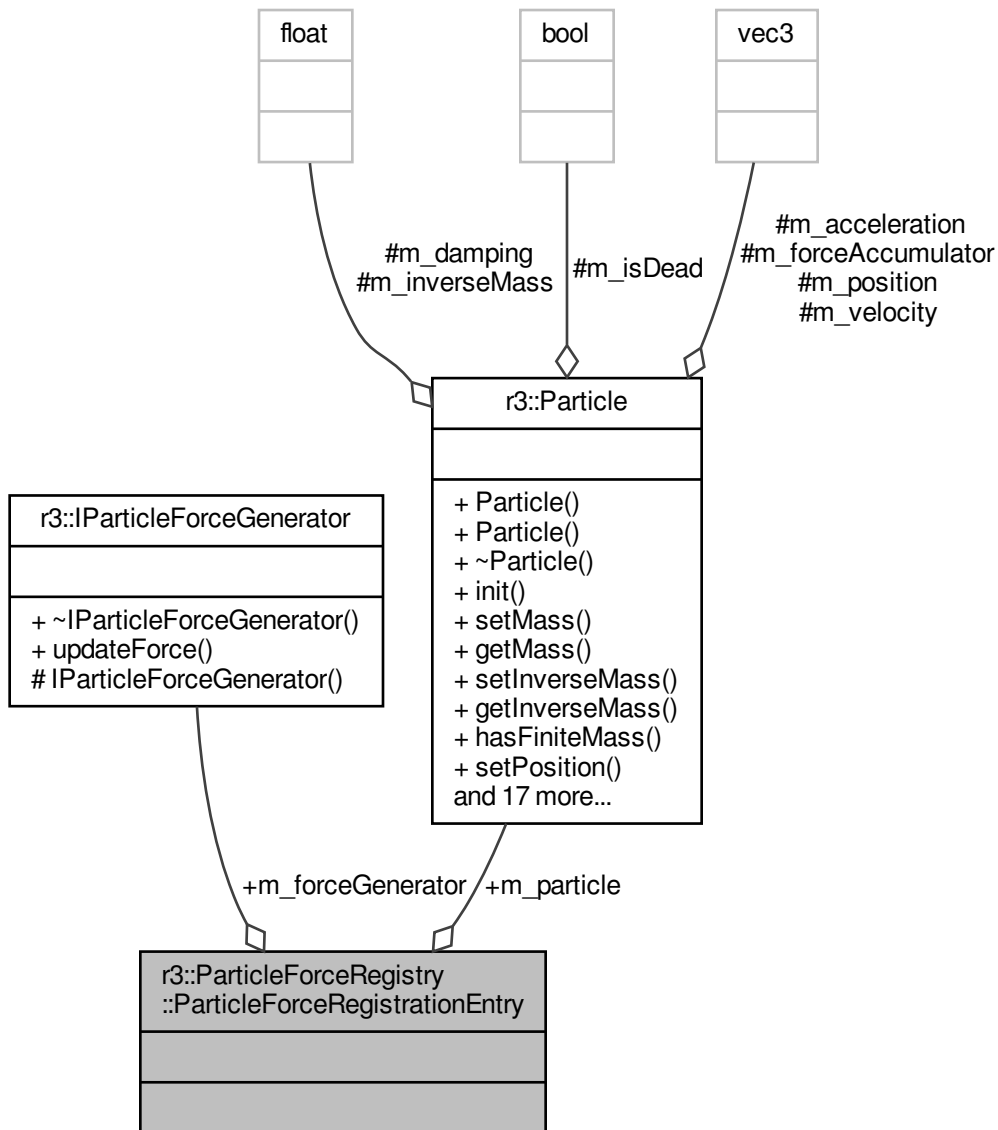 float
bool
vec3
#m_damping
#m_inverseMass
#m_isDead
#m_acceleration
#m_forceAccumulator
#m_position
#m_velocity
r3::Particle
+ Particle()
+ Particle()
+ ~Particle()
+ init()
+ setMass()
+ getMass()
+ setInverseMass()
+ getInverseMass()
+ hasFiniteMass()
+ setPosition()
and 17 more...
r3::IParticleForceGenerator
+ ~IParticleForceGenerator()
+ updateForce()
# IParticleForceGenerator()
+m_forceGenerator
+m_particle
r3::ParticleForceRegistry
::ParticleForceRegistrationEntry